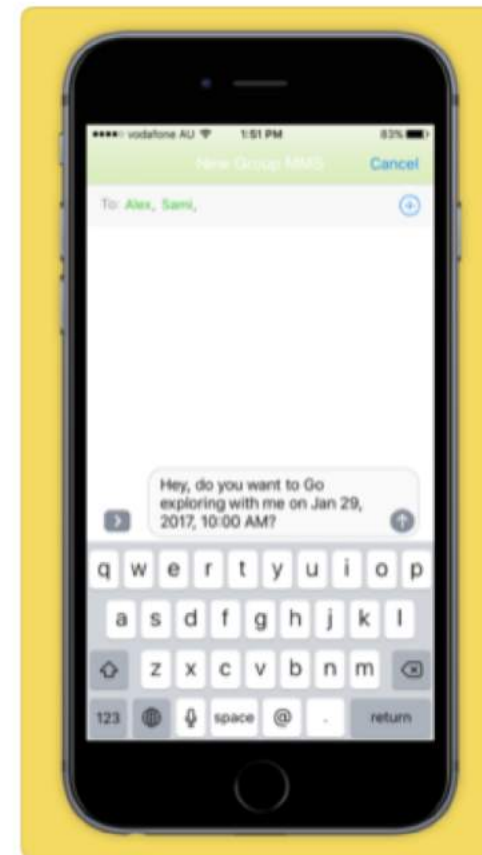 vodafone AU 1:51 PM 83%
New Group MMS Cancel
To: Alex, Sami,
Hey, do you want to Go
exploring with me on Jan 29,
2017, 10:00 AM?
q w e r t y u i o p
a s d f g h j k l
z x c v b n m
123 space @ . return